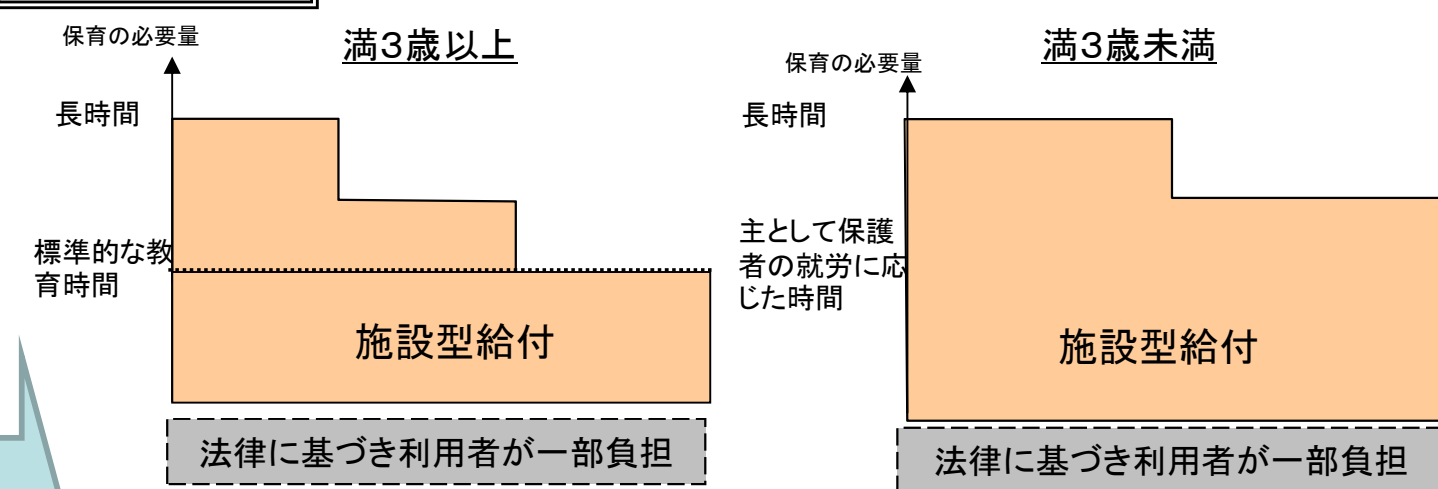 保育の必要量
満3歳以上
長時間
標準的な教
育時間
施設型給付
法律に基づき利用者が一部負担
保育の必要量
満3歳未満
長時間
主として保護
者の就労に応
じた時間
施設型給付
法律に基づき利用者が一部負担